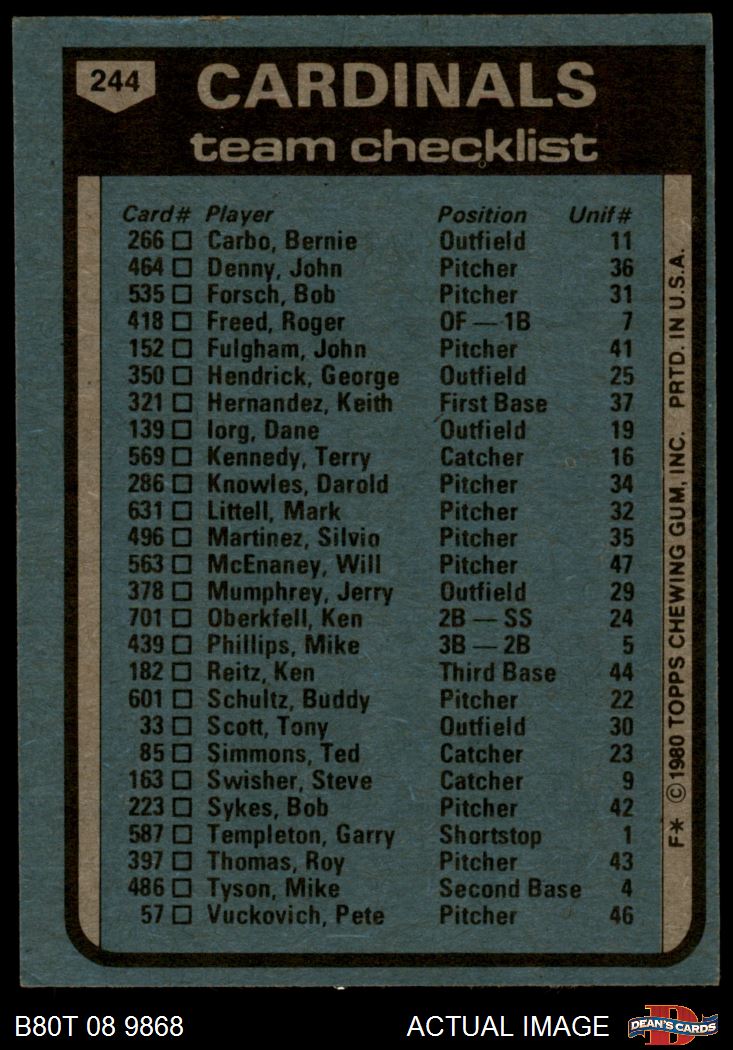 244
CARDINALS
team checklist
Card# Player Position Unif#
266 □ Carbo, Bernie Outfield 11
464 □ Denny, John Pitcher 36
535 □ Forsch, Bob Pitcher 31
418 □ Freed, Roger OF — 1B 7
152 □ Fulgham, John Pitcher 41
350 □ Hendrick, George Outfield 25
321 □ Hernandez, Keith First Base 37
139 □ Iorg, Dane Outfield 19
569 □ Kennedy, Terry Catcher 16
286 □ Knowles, Darold Pitcher 34
631 □ Littell, Mark Pitcher 32
496 □ Martinez, Silvio Pitcher 35
563 □ McEnaney, Will Pitcher 47
378 □ Mumphrey, Jerry Outfield 29
701 □ Oberkfell, Ken 2B — SS 24
439 □ Phillips, Mike 3B — 2B 5
182 □ Reitz, Ken Third Base 44
601 □ Schultz, Buddy Pitcher 22
33 □ Scott, Tony Outfield 30
85 □ Simmons, Ted Catcher 23
163 □ Swisher, Steve Catcher 9
223 □ Sykes, Bob Pitcher 42
587 □ Templeton, Garry Shortstop 1
397 □ Thomas, Roy Pitcher 43
486 □ Tyson, Mike Second Base 4
57 □ Vuckovich, Pete Pitcher 46
F* © 1980 TOPPS CHEWING GUM, INC. PRTD. IN U.S.A.
B80T 08 9868 ACTUAL IMAGE
DEAN'S CARDS